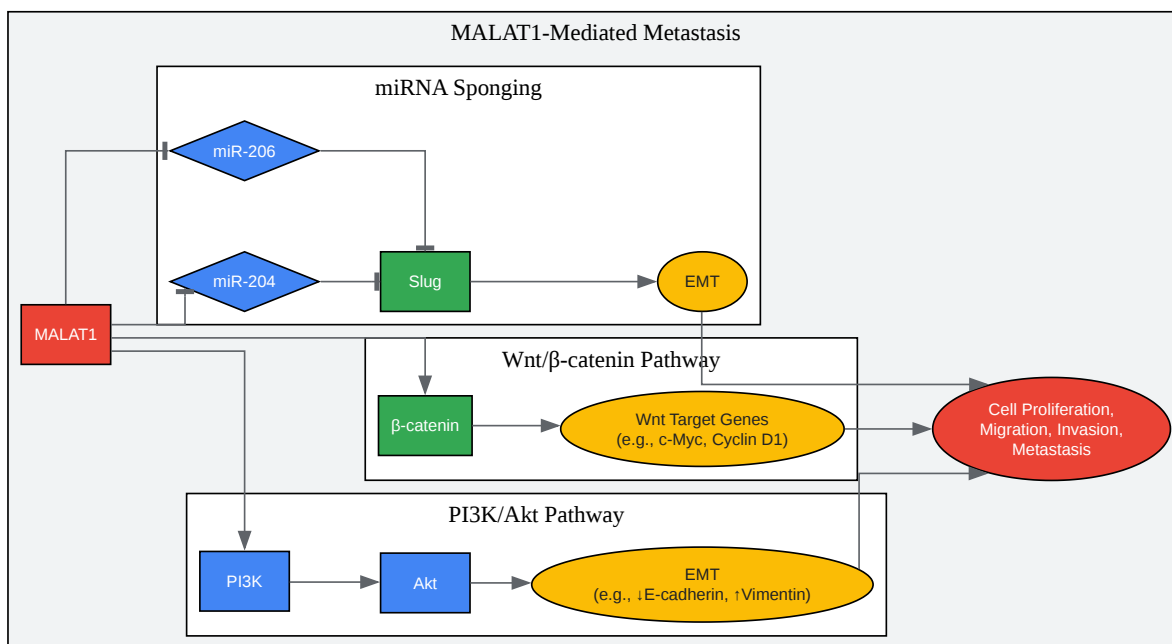 MALAT1-Mediated Metastasis
miRNA Sponging
miR-206
miR-204
Slug
EMT
MALAT1
Wnt/β-catenin Pathway
β-catenin
Wnt Target Genes
(e.g., c-Myc, Cyclin D1)
Cell Proliferation,
Migration, Invasion,
Metastasis
PI3K/Akt Pathway
PI3K
Akt
EMT
(e.g., ↓E-cadherin, ↑Vimentin)